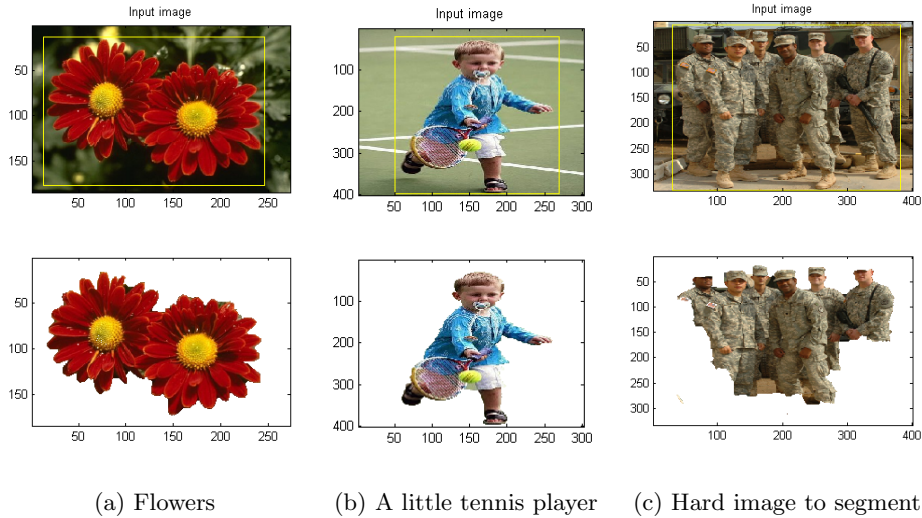 Input image
50
100
150
50 100 150 200 250
Input image
100
200
300
400
50 100 150 200 250 300
Input image
50
100
150
200
250
300
100 200 300 400
50
100
150
50 100 150 200 250
100
200
300
400
50 100 150 200 250 300
50
100
150
200
250
300
100 200 300 400
(a) Flowers
(b) A little tennis player
(c) Hard image to segment